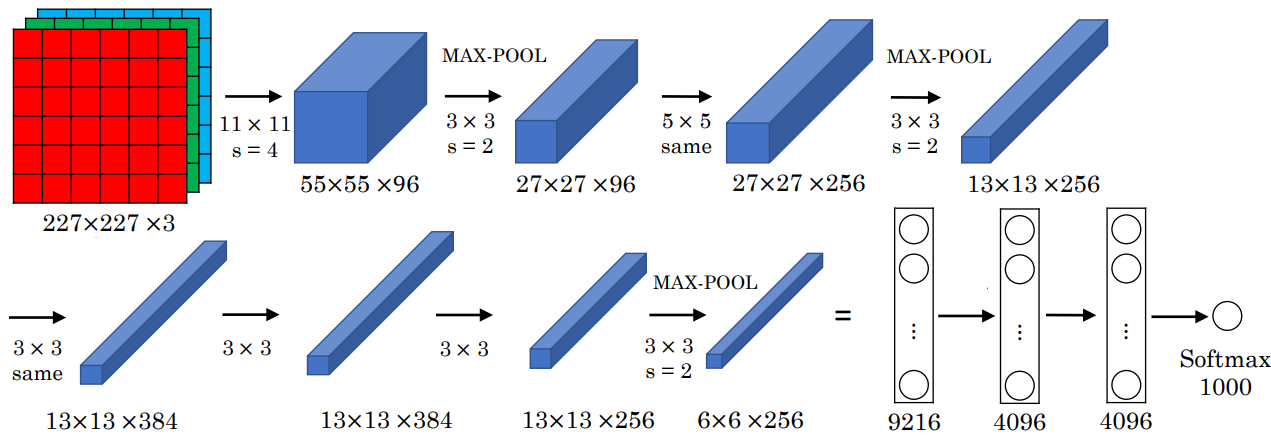 MAX-POOL
MAX-POOL
11 × 11
s = 4
3 × 3
s = 2
5 × 5
same
3 × 3
s = 2
227×227 ×3
55×55 ×96
27×27 ×96
27×27 ×256
13×13 ×256
3 × 3
same
3 × 3
3 × 3
MAX-POOL
3 × 3
s = 2
=
⋮
⋮
⋮
13×13 ×384
13×13 ×384
13×13 ×256
6×6 ×256
9216
4096
4096
Softmax
1000